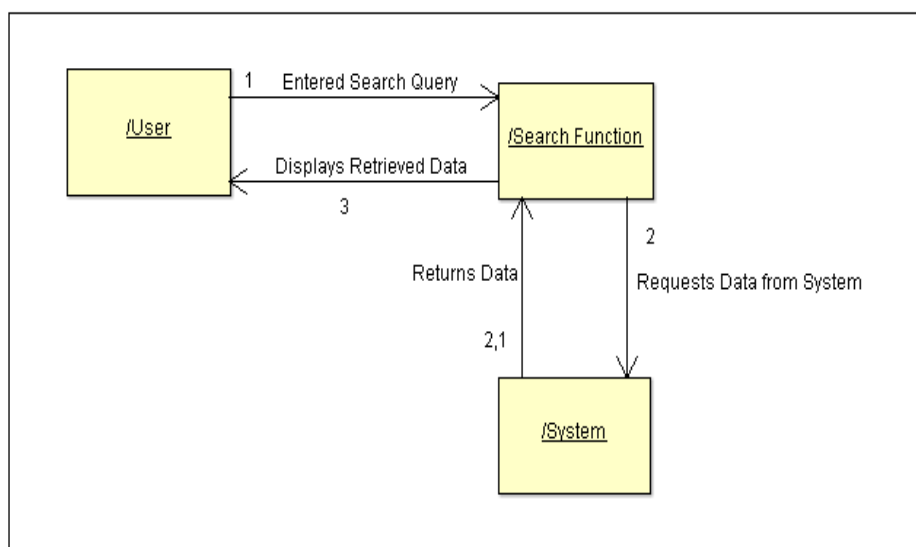 1 Entered Search Query
/User
/Search Function
Displays Retrieved Data
3
2
Returns Data
Requests Data from System
2,1
/System